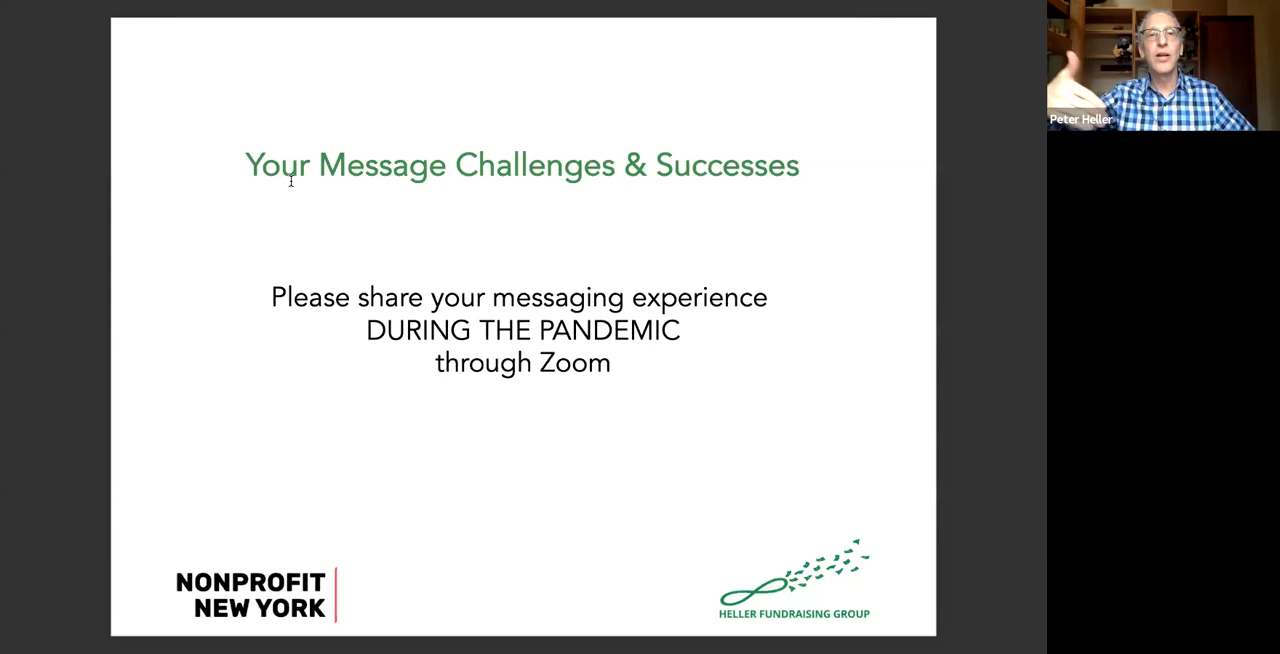 Your Message Challenges & Successes
Peter Heller
Please share your messaging experience
DURING THE PANDEMIC
through Zoom
NONPROFIT
NEW YORK
HELLER FUNDRAISING GROUP